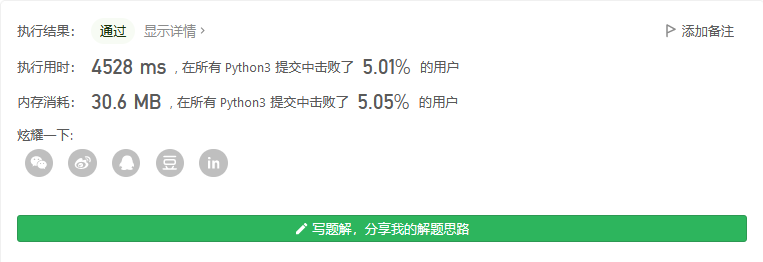 执行结果： 通过 显示详情 › 添加备注
执行用时： 4528 ms , 在所有 Python3 提交中击败了 5.01% 的用户
内存消耗： 30.6 MB , 在所有 Python3 提交中击败了 5.05% 的用户
炫耀一下:
豆 in
写题解，分享我的解题思路